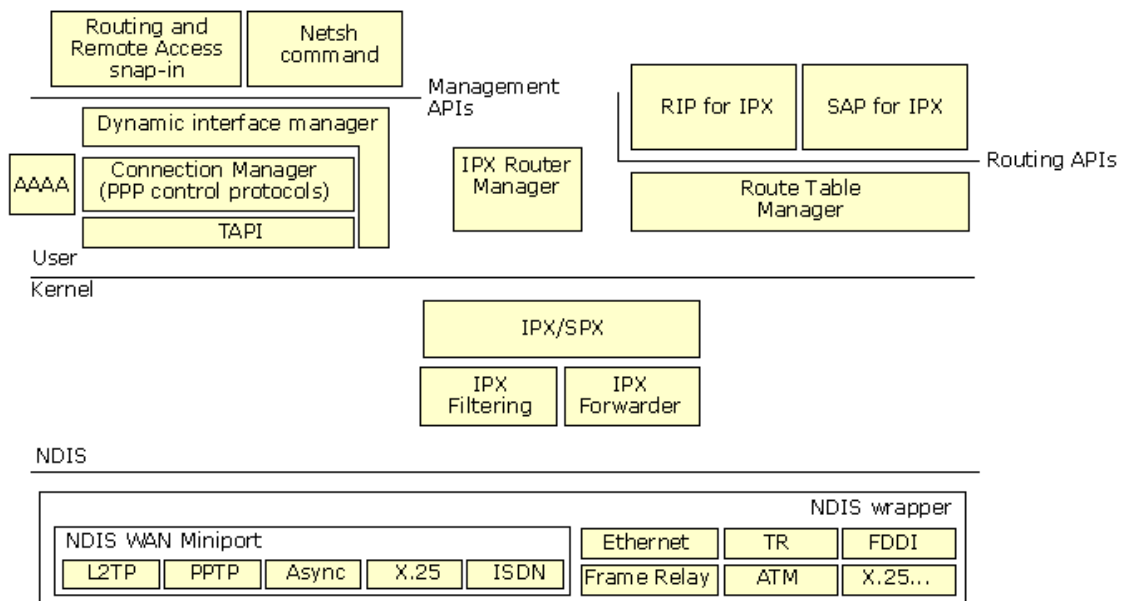 Routing and
Remote Access
snap-in
Netsh
command
Management
APIs
RIP for IPX
SAP for IPX
Routing APIs
Dynamic interface manager
AAAA
Connection Manager
(PPP control protocols)
TAPI
IPX Router
Manager
Route Table
Manager
User
Kernel
IPX/SPX
IPX
Filtering
IPX
Forwarder
NDIS
NDIS wrapper
NDIS WAN Miniport
L2TP
PPTP
Async
X.25
ISDN
Ethernet
TR
FDDI
Frame Relay
ATM
X.25...